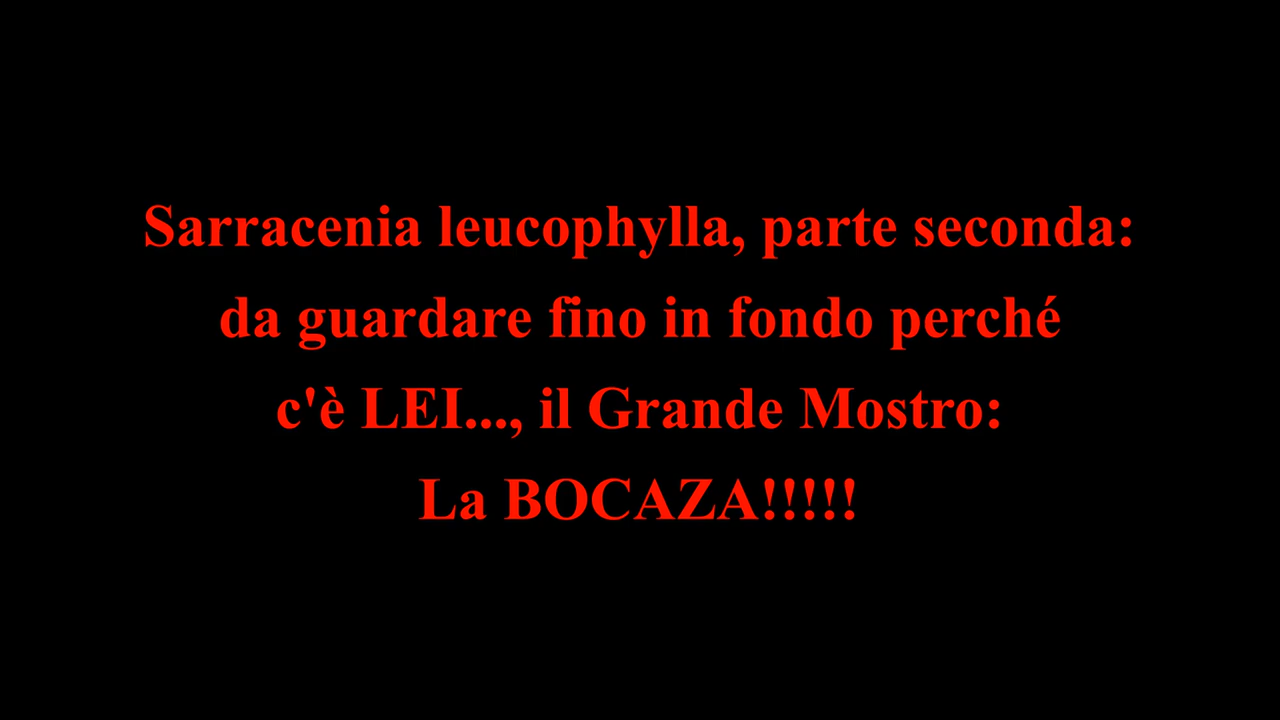 Sarracenia leucophylla, parte seconda:
da guardare fino in fondo perché
c'è LEI..., il Grande Mostro:
La BOCAZA!!!!!